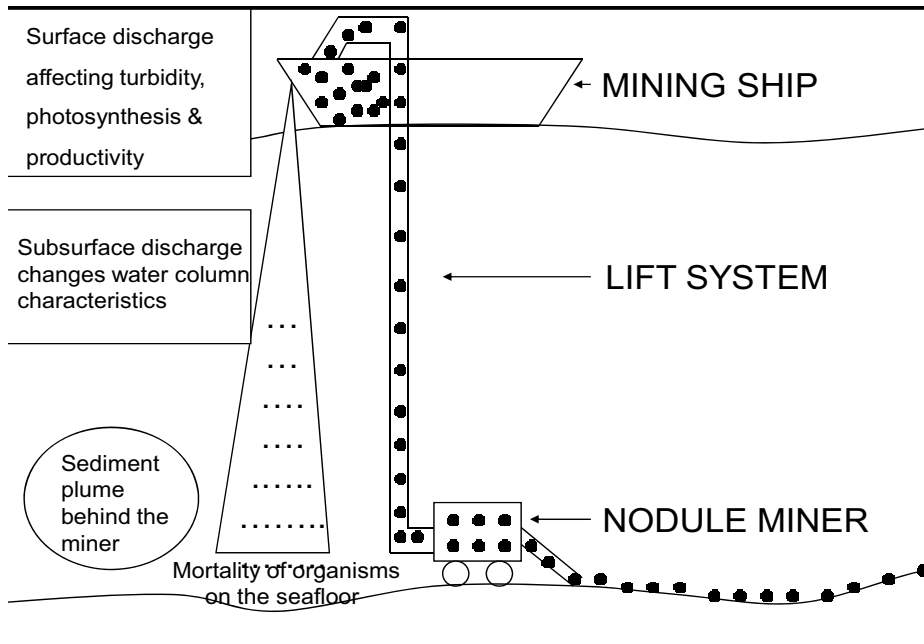 Surface discharge
affecting turbidity,
photosynthesis &
productivity
MINING SHIP
Subsurface discharge
changes water column
characteristics
LIFT SYSTEM
Sediment
plume
behind the
miner
NODULE MINER
Mortality of organisms
on the seafloor